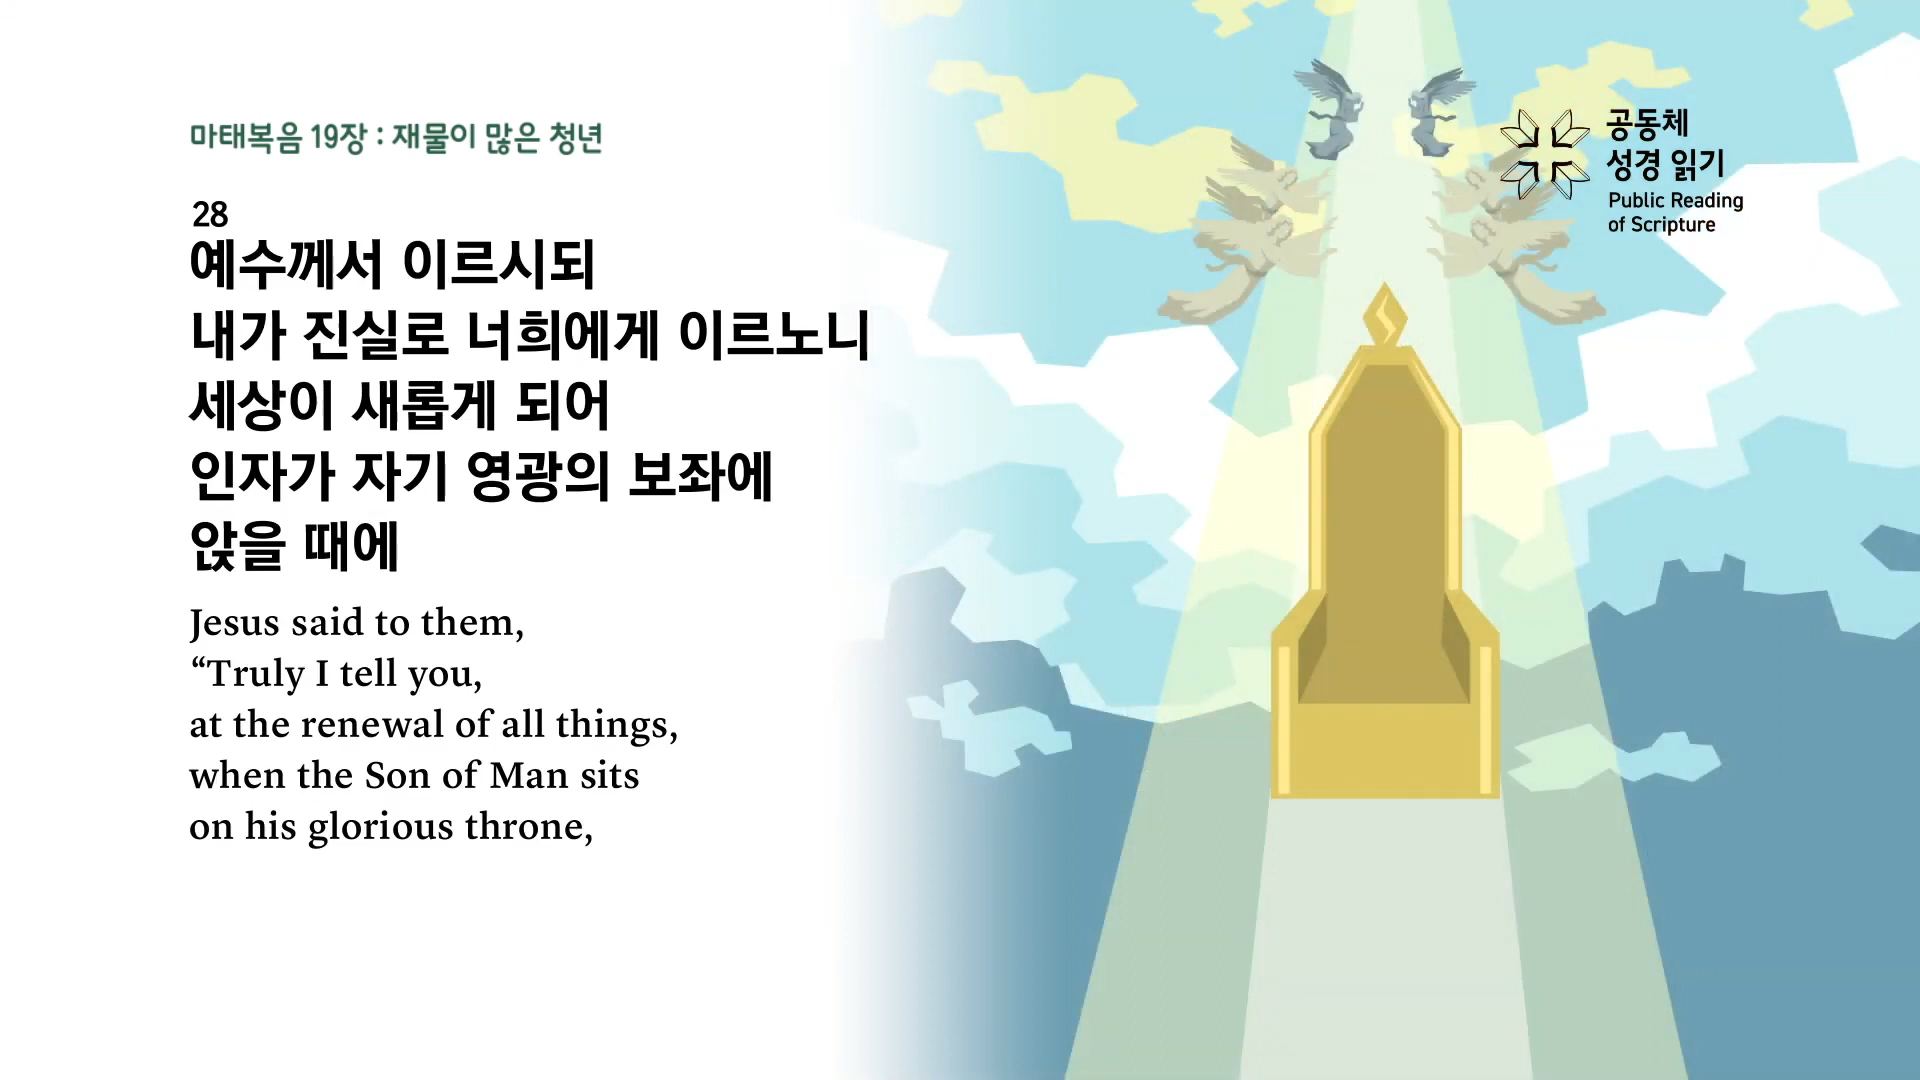 마태복음 19장 : 재물이 많은 청년
28
예수께서 이르시되
내가 진실로 너희에게 이르노니
세상이 새롭게 되어
인자가 자기 영광의 보좌에
앉을 때에
Jesus said to them,
“Truly I tell you,
at the renewal of all things,
when the Son of Man sits
on his glorious throne,
공동체
성경 읽기
Public Reading
of Scripture